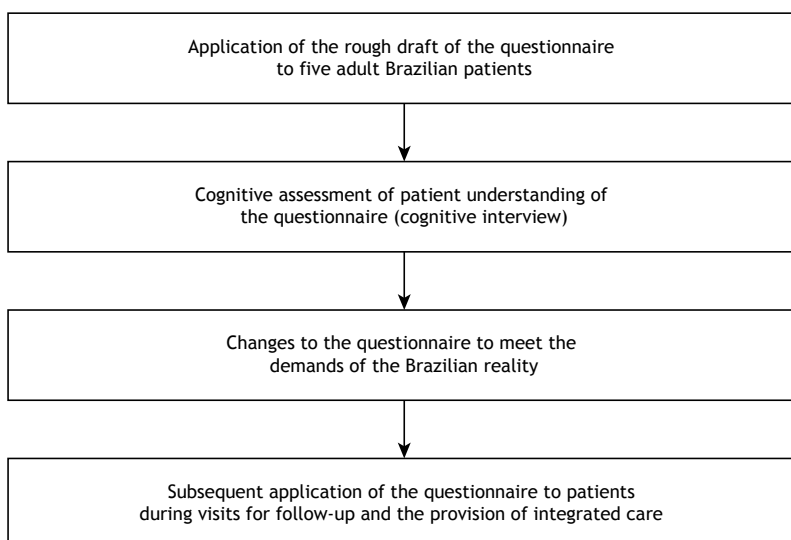 Application of the rough draft of the questionnaire
to five adult Brazilian patients
Cognitive assessment of patient understanding of
the questionnaire (cognitive interview)
Changes to the questionnaire to meet the
demands of the Brazilian reality
Subsequent application of the questionnaire to patients
during visits for follow-up and the provision of integrated care